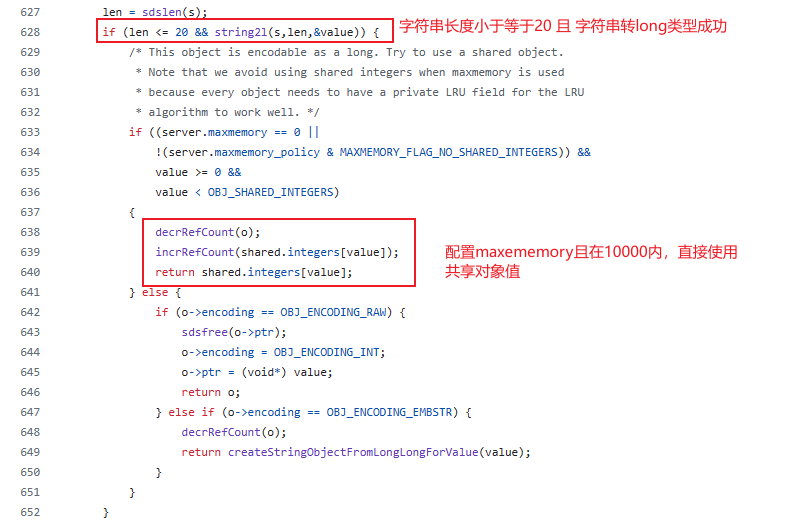 627 len = sdslen(s);
628 if (len <= 20 && string2l(s,len,&value)) { 字符串长度小于等于20 且 字符串转long类型成功
629 /* This object is encodable as a long. Try to use a shared object.
630 * Note that we avoid using shared integers when maxmemory is used
631 * because every object needs to have a private LRU field for the LRU
632 * algorithm to work well. */
633 if ((server.maxmemory == 0 ||
634 !(server.maxmemory_policy & MAXMEMORY_FLAG_NO_SHARED_INTEGERS)) &&
635 value >= 0 &&
636 value < OBJ_SHARED_INTEGERS)
637 {
638 decrRefCount(o);
639 incrRefCount(shared.integers[value]); 配置maxememory且在10000内，直接使用
640 return shared.integers[value]; 共享对象值
641 } else {
642 if (o->encoding == OBJ_ENCODING_RAW) {
643 sdsfree(o->ptr);
644 o->encoding = OBJ_ENCODING_INT;
645 o->ptr = (void*) value;
646 return o;
647 } else if (o->encoding == OBJ_ENCODING_EMBSTR) {
648 decrRefCount(o);
649 return createStringObjectFromLongLongForValue(value);
650 }
651 }
652 }